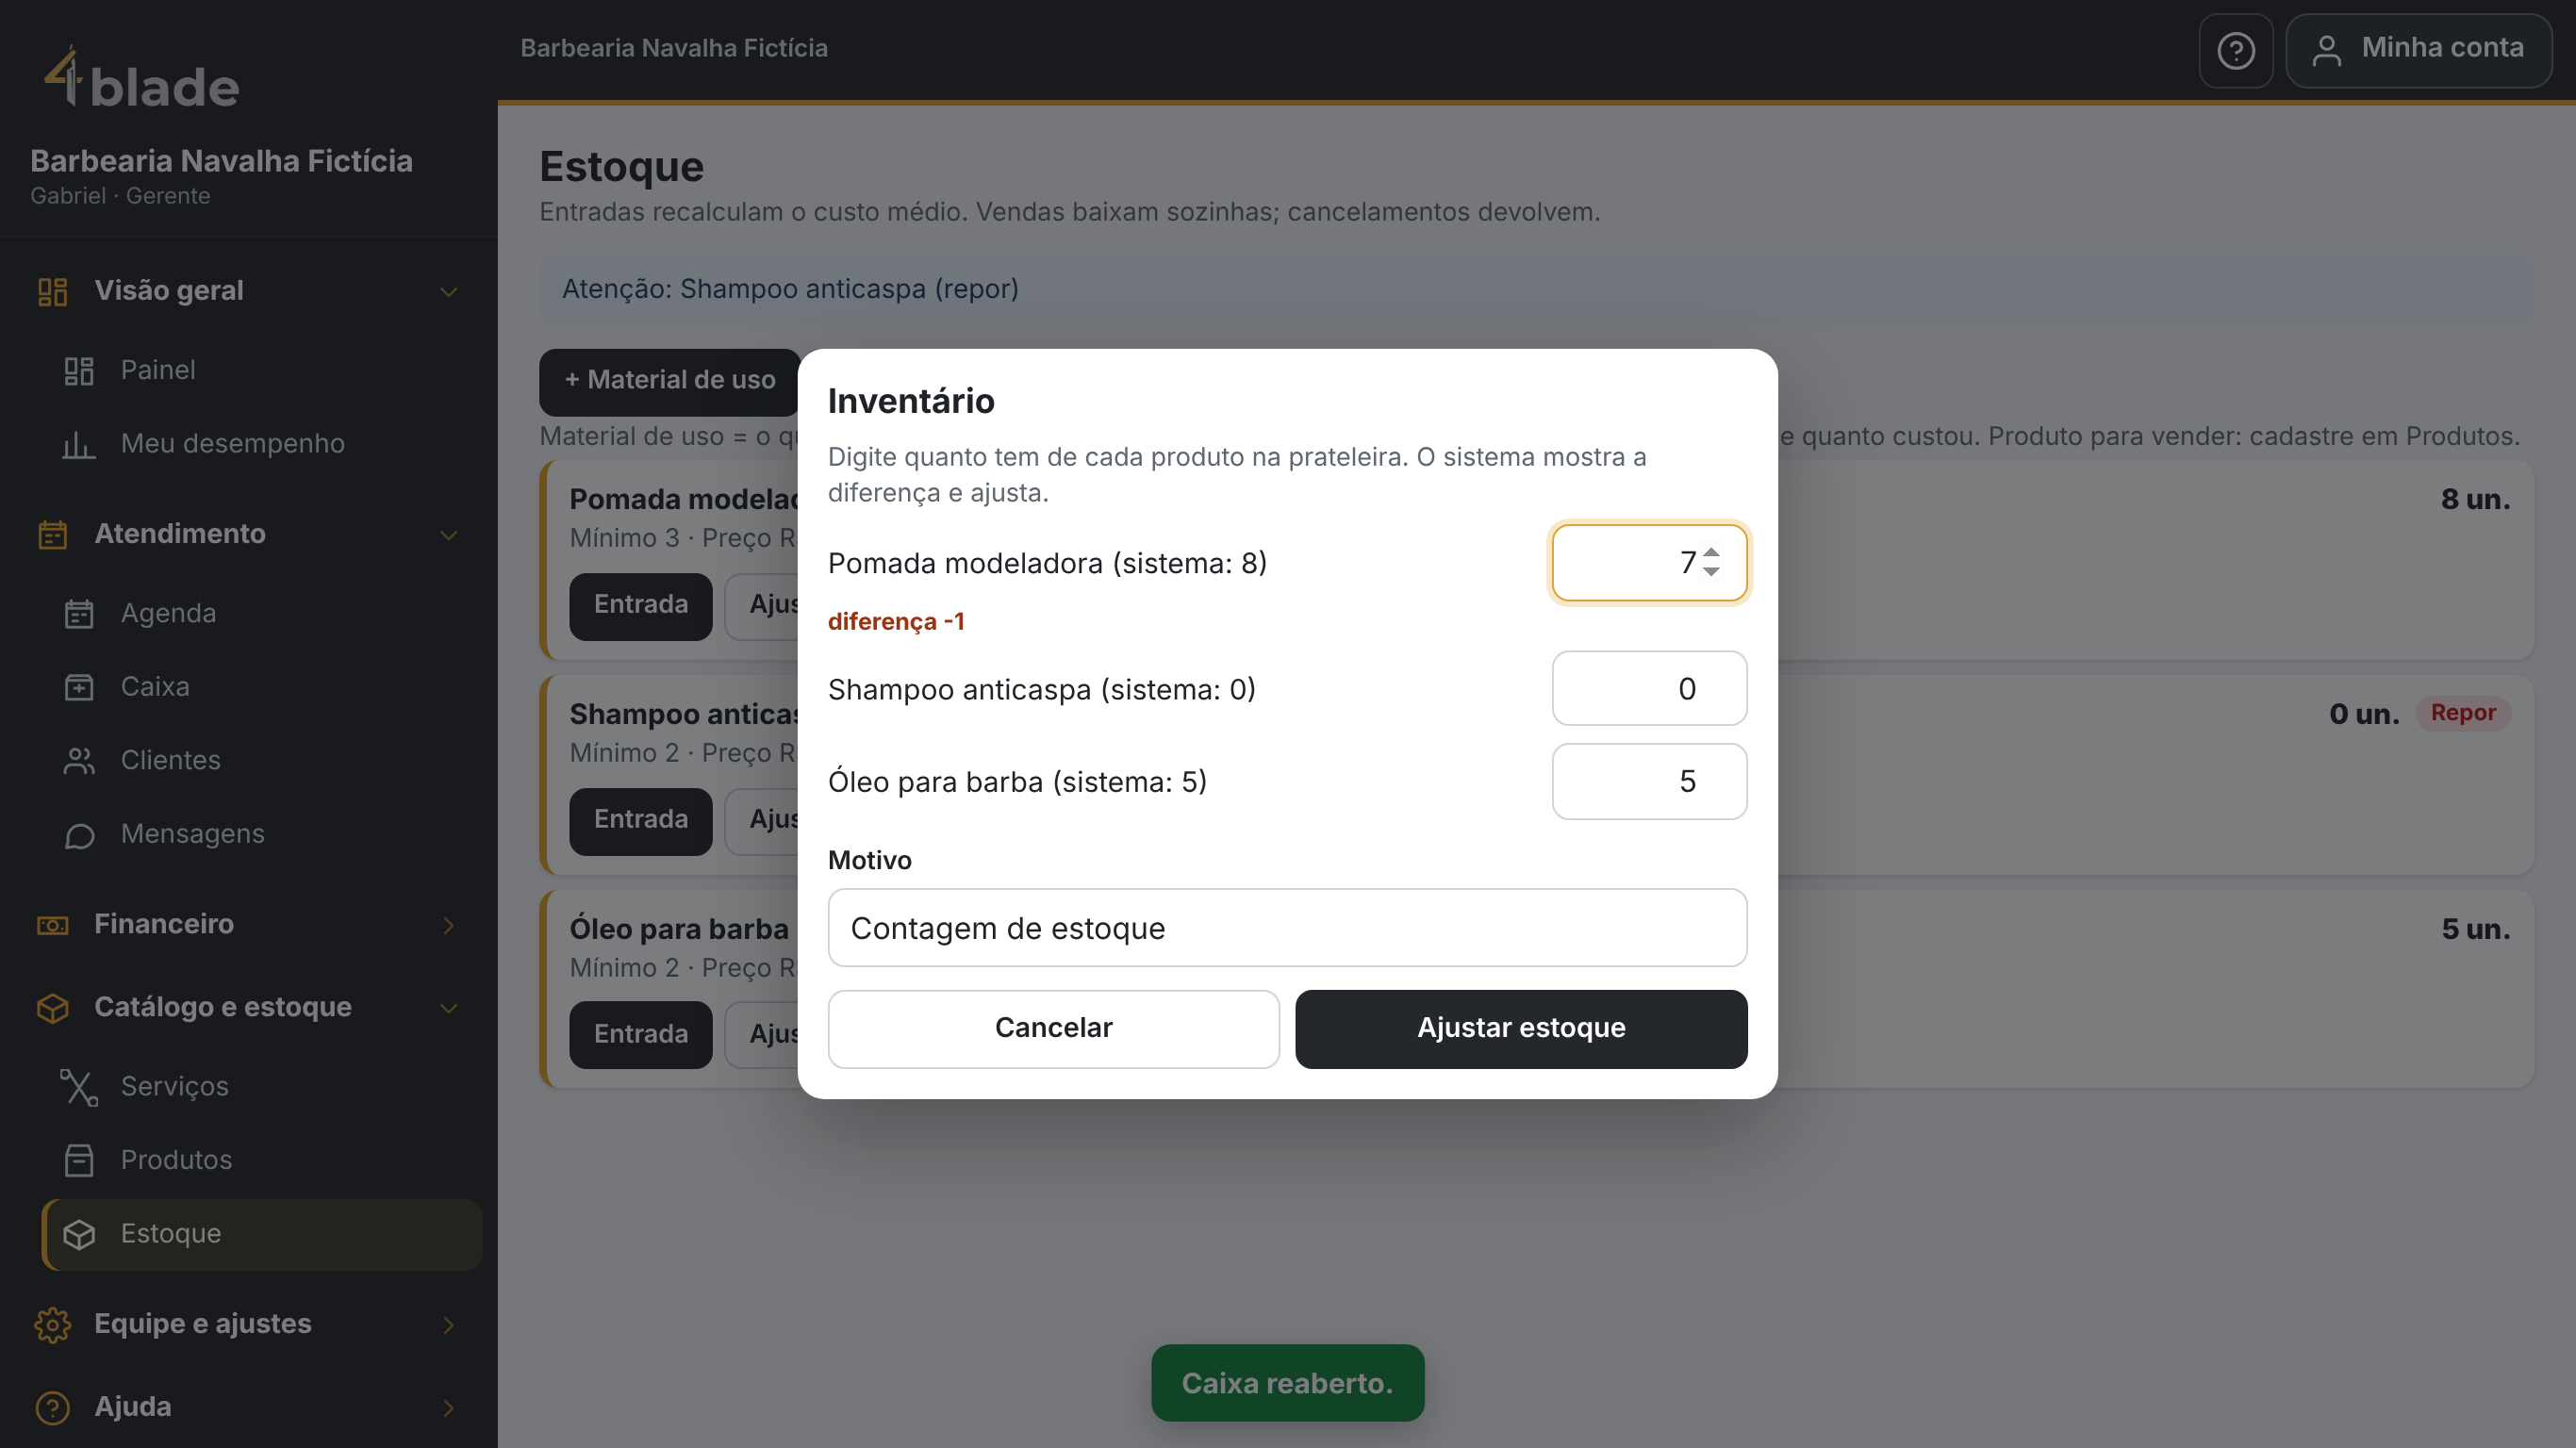 4blade
Barbearia Navalha Fictícia
Gabriel · Gerente
Visão geral
Painel
Meu desempenho
Atendimento
Agenda
Caixa
Clientes
Mensagens
Financeiro
Catálogo e estoque
Serviços
Produtos
Estoque
Equipe e ajustes
Ajuda
Barbearia Navalha Fictícia
Minha conta
Estoque
Entradas recalculam o custo médio. Vendas baixam sozinhas; cancelamentos devolvem.
Atenção: Shampoo anticaspa (repor)
+ Material de uso
Material de uso = o
e quanto custou. Produto para vender: cadastre em Produtos.
Pomada
8 un.
Mínimo 3 · Preço
Entrada
Shampoo
0 un. Repor
Mínimo 2 · Preço
Entrada
Óleo para barba
5 un.
Mínimo 2 · Preço
Entrada
Inventário
Digite quanto tem de cada produto na prateleira. O sistema mostra a
diferença e ajusta.
Pomada modeladora (sistema: 8)
7
diferença -1
Shampoo anticaspa (sistema: 0)
0
Óleo para barba (sistema: 5)
5
Motivo
Contagem de estoque
Cancelar
Ajustar estoque
Caixa reaberto.